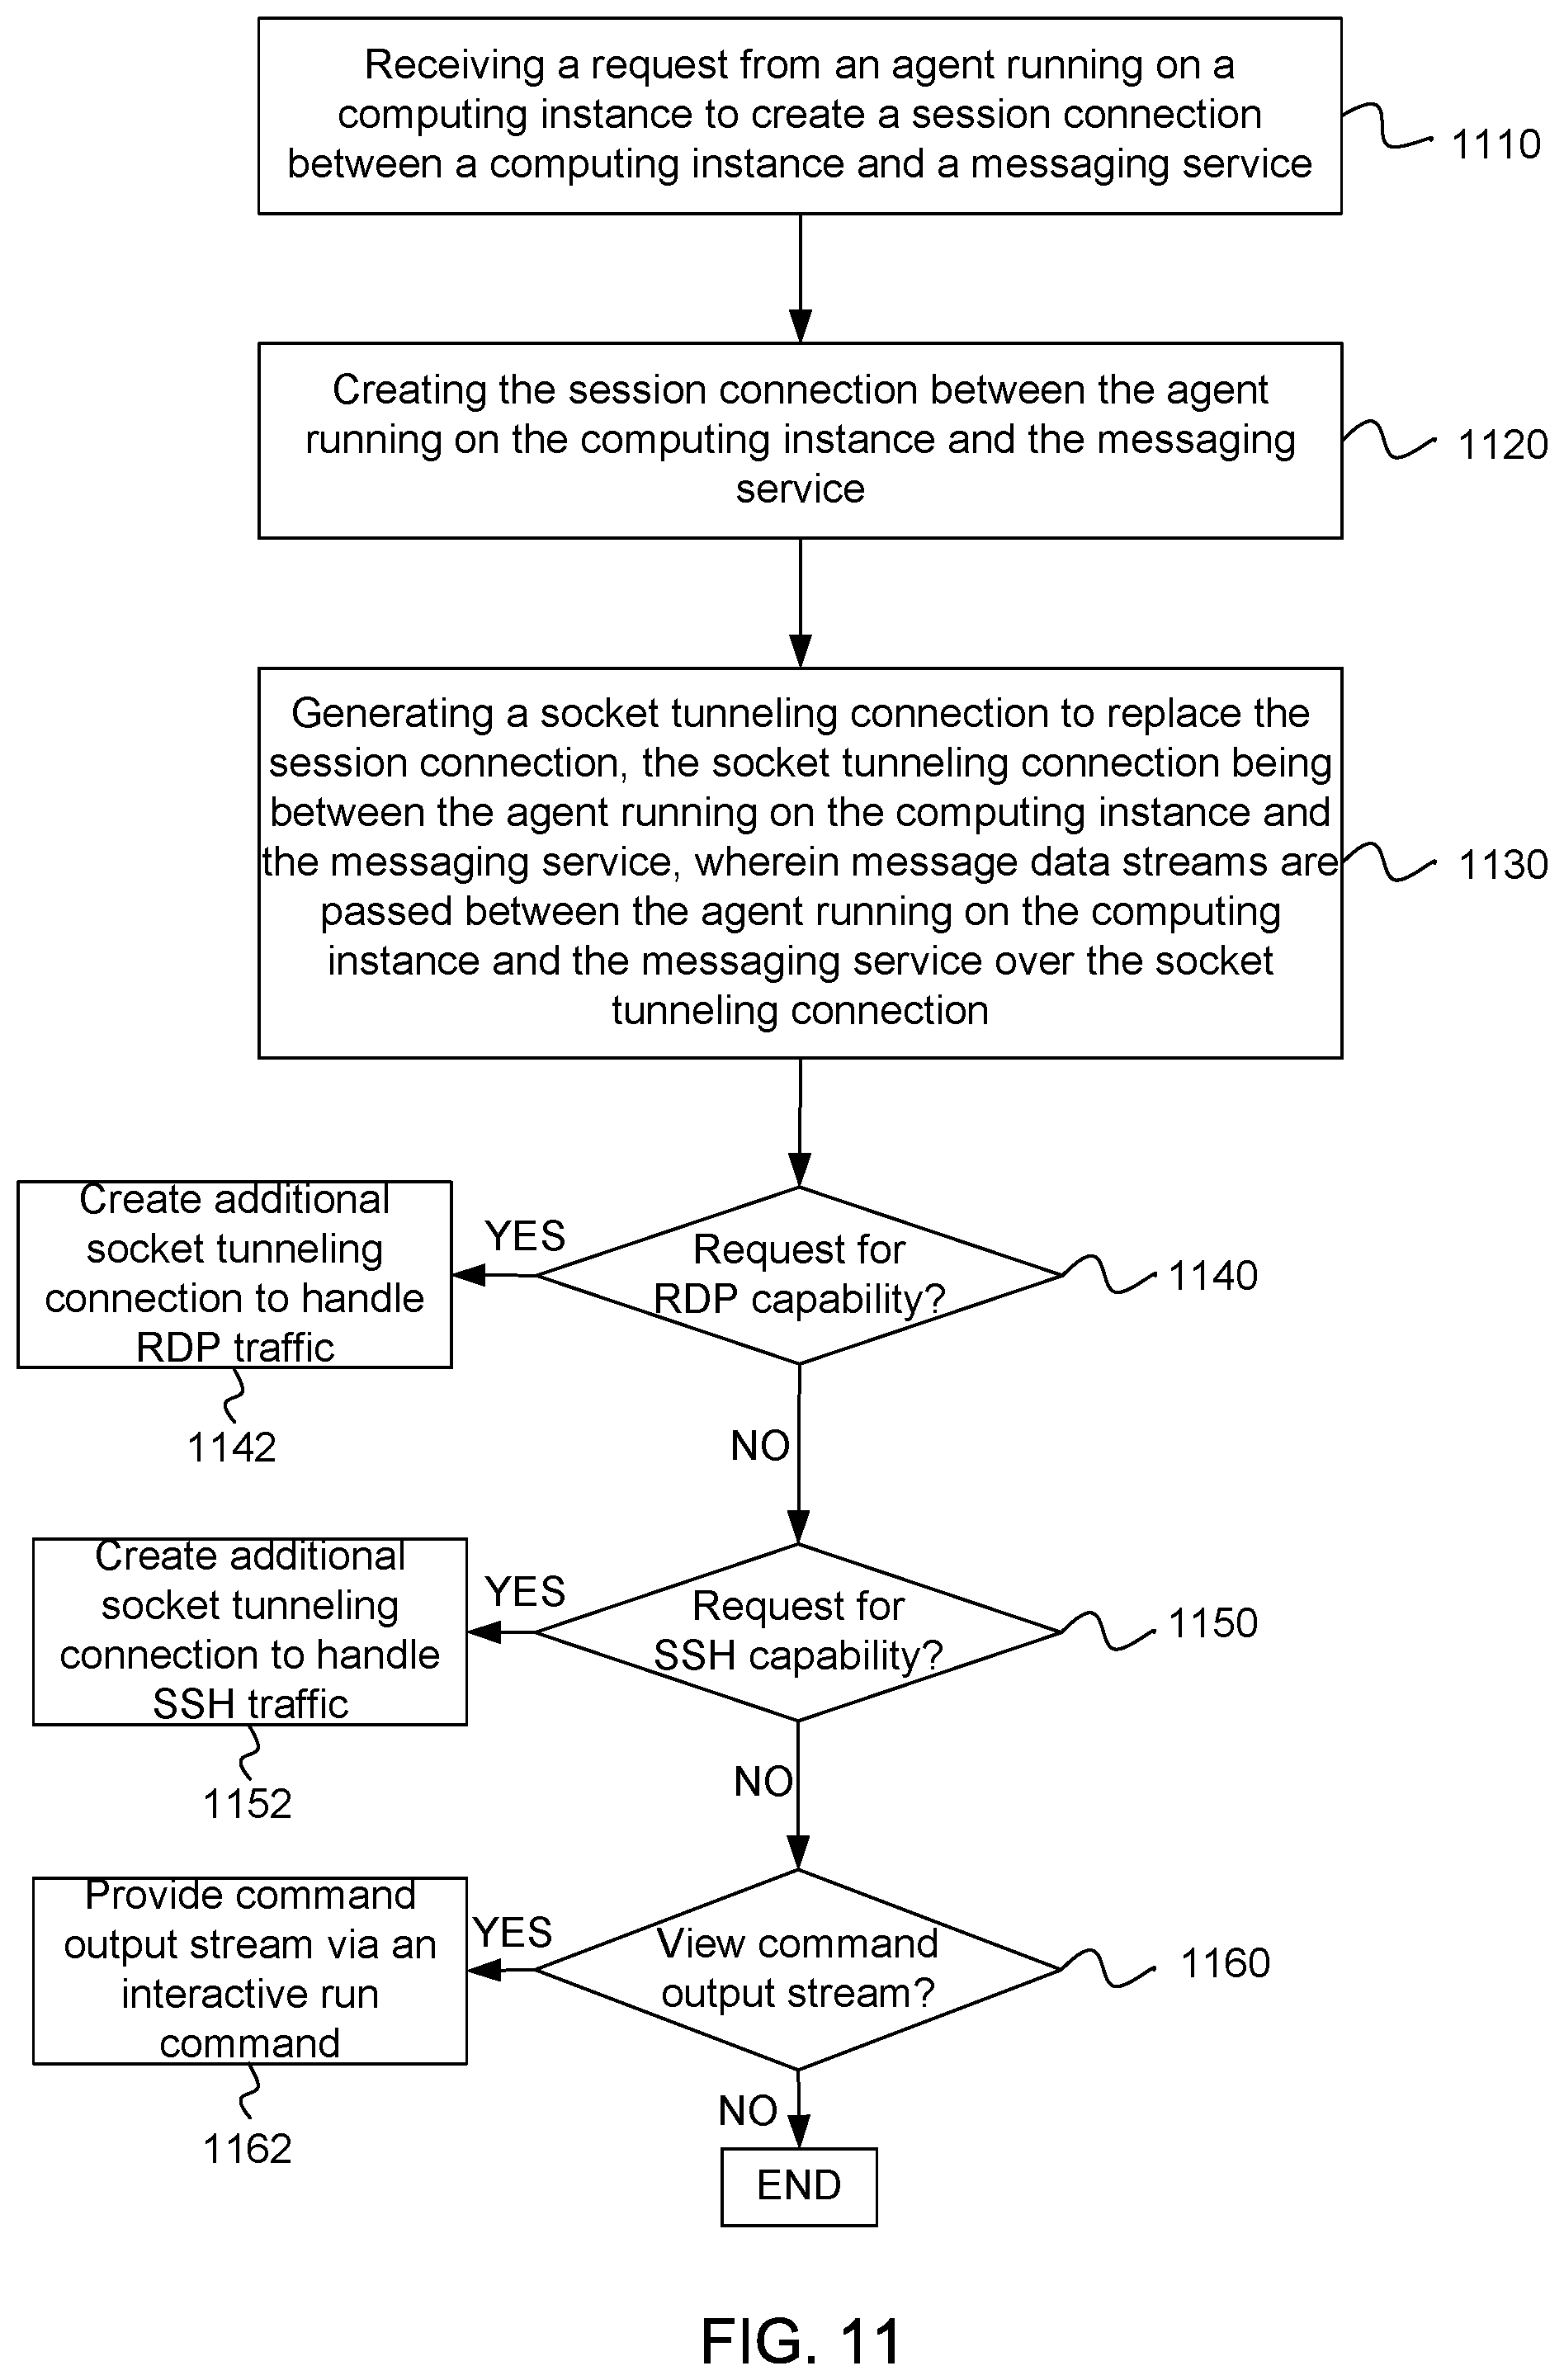 Receiving a request from an agent running on a
computing instance to create a session connection
between a computing instance and a messaging service
1110
Creating the session connection between the agent
running on the computing instance and the messaging
service
1120
Generating a socket tunneling connection to replace the
session connection, the socket tunneling connection being
between the agent running on the computing instance and
the messaging service, wherein message data streams are
passed between the agent running on the computing
instance and the messaging service over the socket
tunneling connection
1130
Create additional
socket tunneling
connection to handle
RDP traffic
1142
YES
Request for
RDP capability?
1140
NO
Create additional
socket tunneling
connection to handle
SSH traffic
1152
YES
Request for
SSH capability?
1150
NO
Provide command
output stream via an
interactive run
command
1162
YES
View command
output stream?
1160
NO
END
FIG. 11